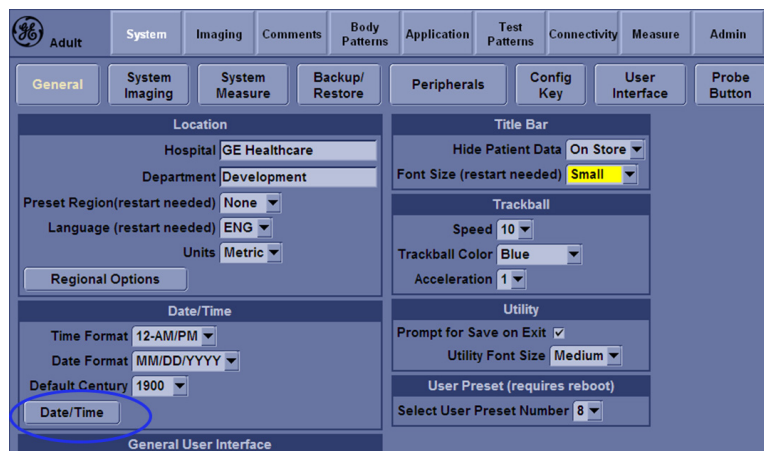 GE Adult System Imaging Comments Body Patterns Application Test Patterns Connectivity Measure Admin
General System Imaging System Measure Backup/ Restore Peripherals Config Key User Interface Probe Button
Location
Hospital GE Healthcare
Department Development
Preset Region(restart needed) None
Language (restart needed) ENG
Units Metric
Regional Options
Date/Time
Time Format 12-AM/PM
Date Format MM/DD/YYYY
Default Century 1900
Date/Time
General User Interface
Title Bar
Hide Patient Data On Store
Font Size (restart needed) Small
Trackball
Speed 10
Trackball Color Blue
Acceleration 1
Utility
Prompt for Save on Exit
Utility Font Size Medium
User Preset (requires reboot)
Select User Preset Number 8